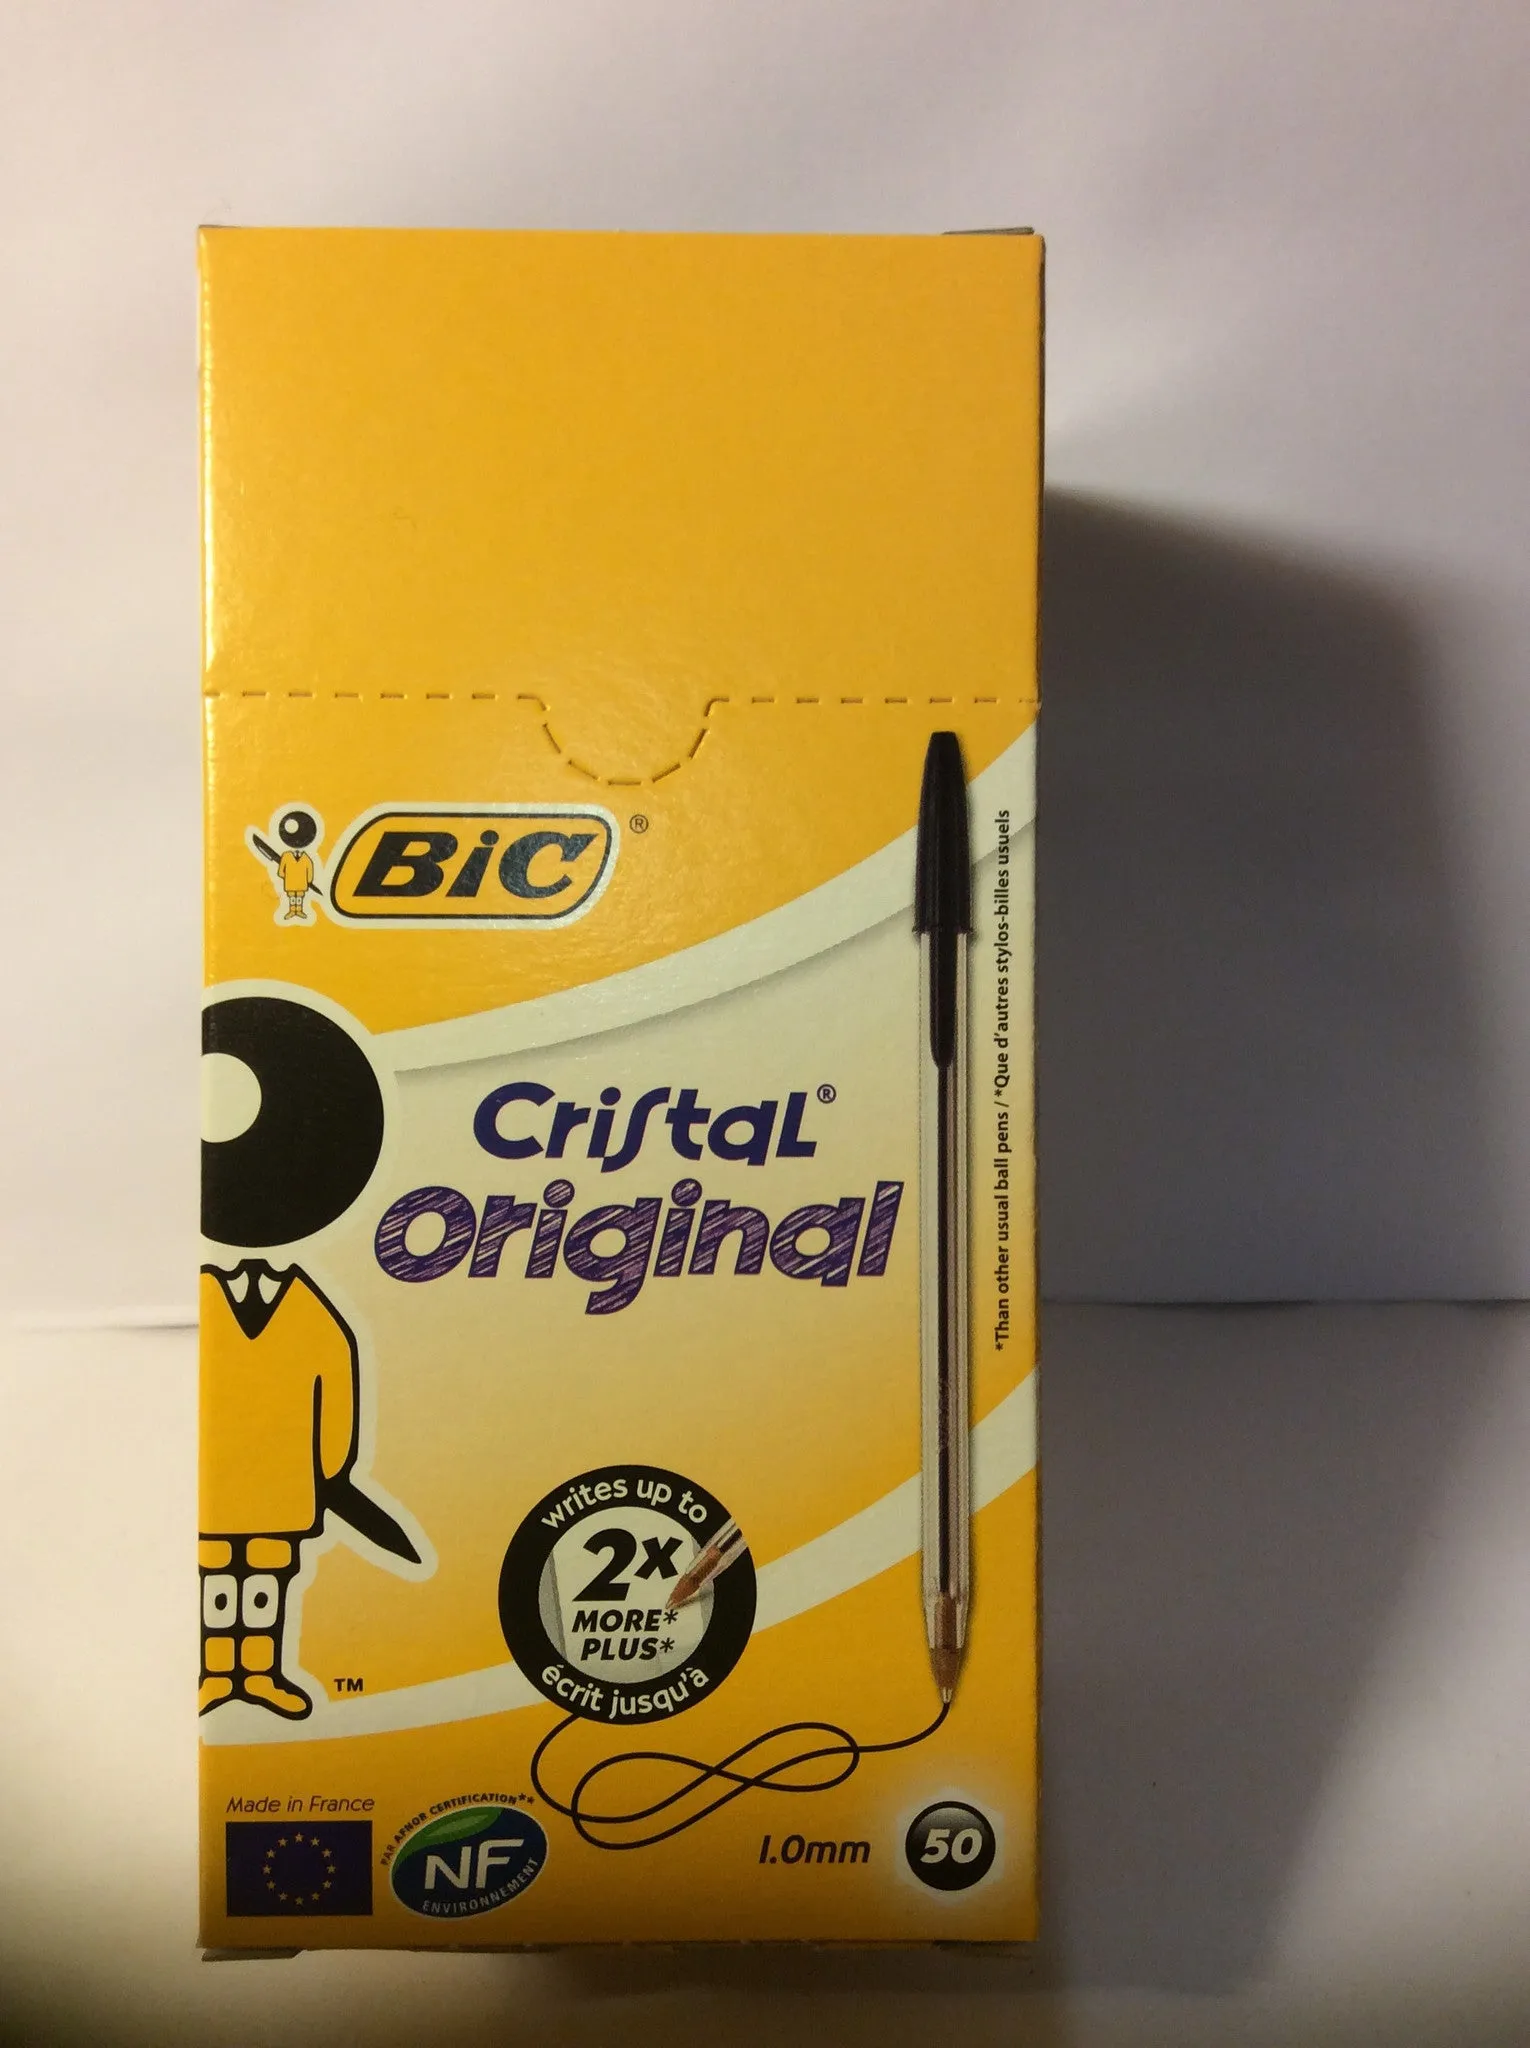 BiC®
Cristal®
Original
*Than other usual ball pens / *Que d'autres stylos-billes usuels
writes up to
2x
MORE*
PLUS*
écrit jusqu'à
TM
Made in France
PAR AFNOR CERTIFICATION**
NF
ENVIRONNEMENT
1.0mm
50